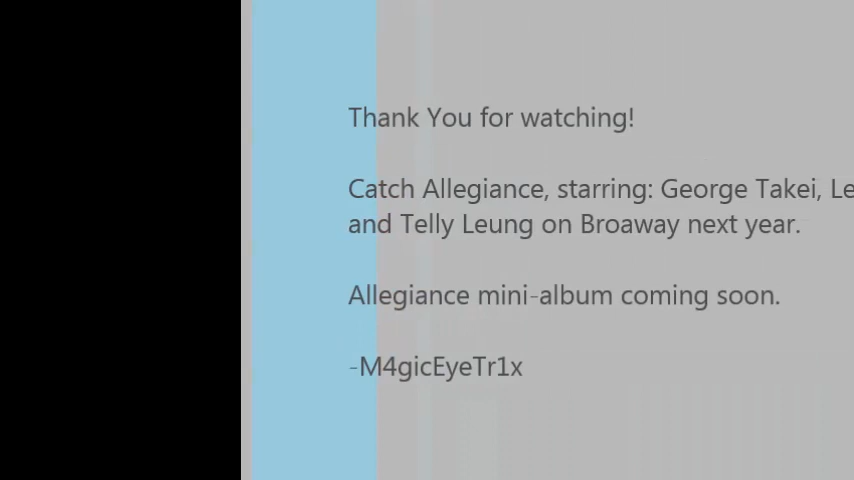 Thank You for watching!
Catch Allegiance, starring: George Takei,
and Telly Leung on Broaway next year.
Allegiance mini-album coming soon.
-M4gicEyeTr1x